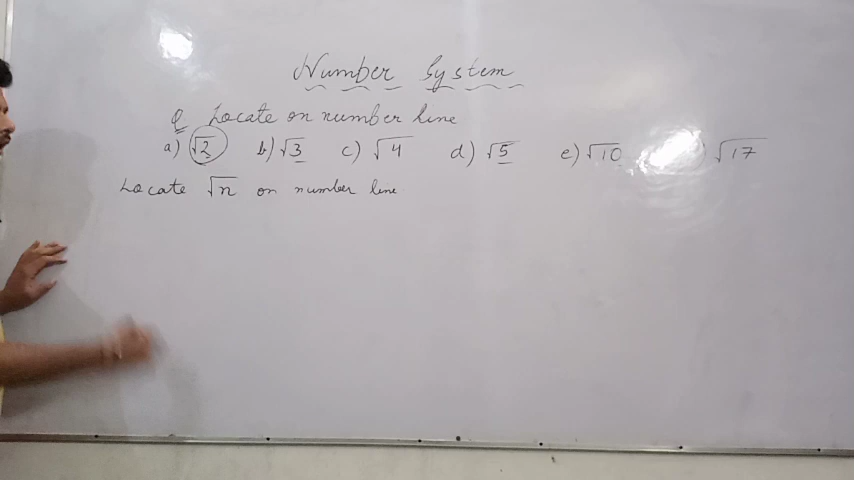 Number System
Q Locate on number line
a) √2 b) √3 c) √4 d) √5 e) √10 ) √17
Locate √n on number line